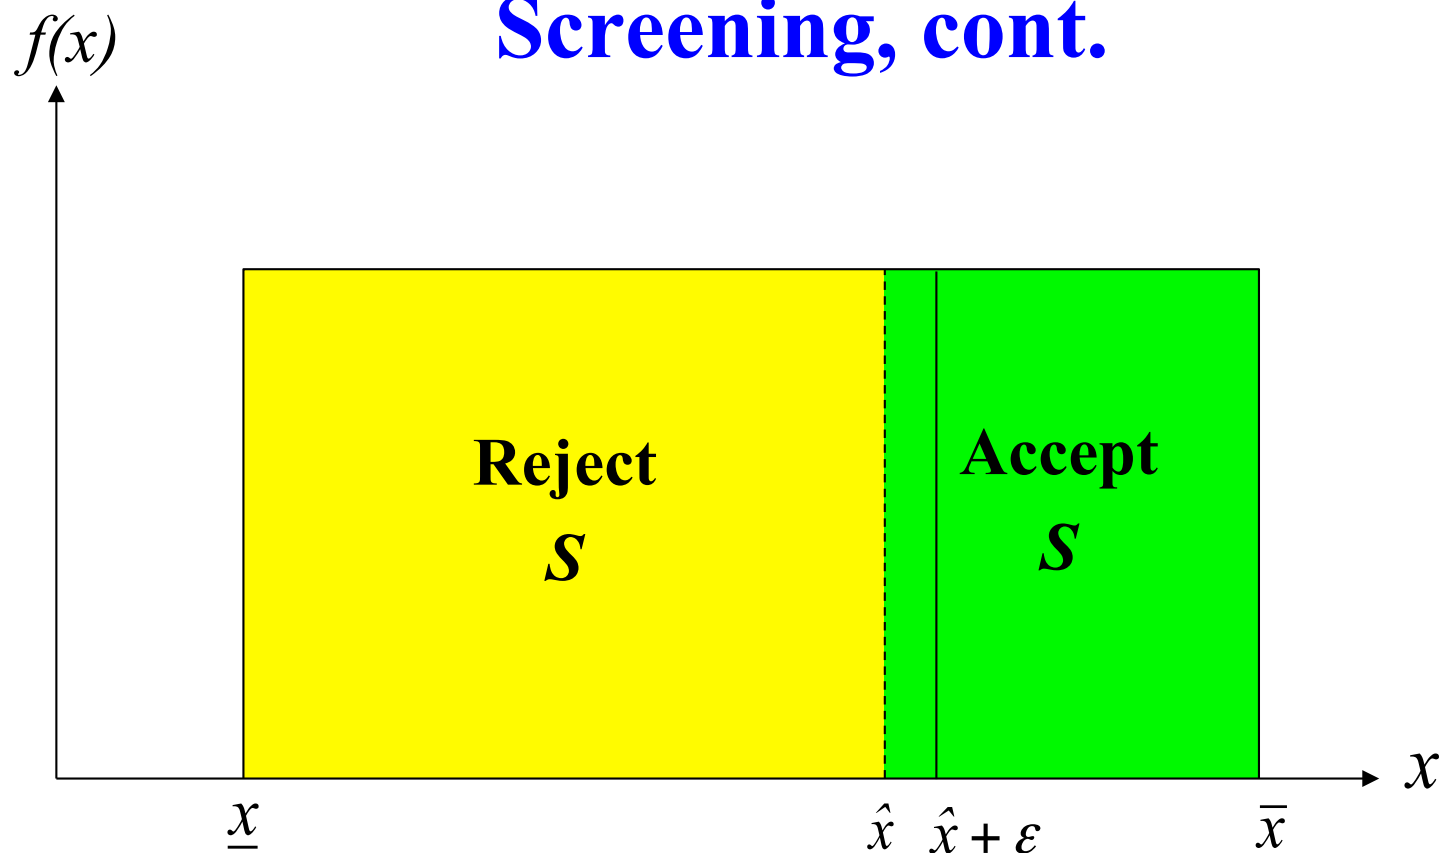 Screening, cont.
f(x)
Reject
S
Accept
S
x
x̲
x̂
x̂ + ε
x̄